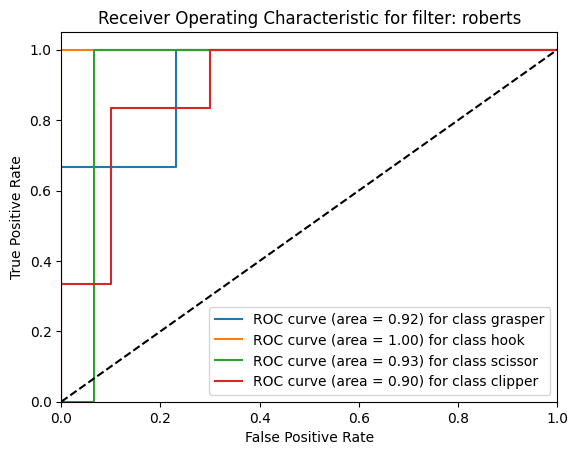 Receiver Operating Characteristic for filter: roberts
True Positive Rate
1.0
0.8
0.6
0.4
0.2
0.0
ROC curve (area = 0.92) for class grasper
ROC curve (area = 1.00) for class hook
ROC curve (area = 0.93) for class scissor
ROC curve (area = 0.90) for class clipper
0.0 0.2 0.4 0.6 0.8 1.0
False Positive Rate